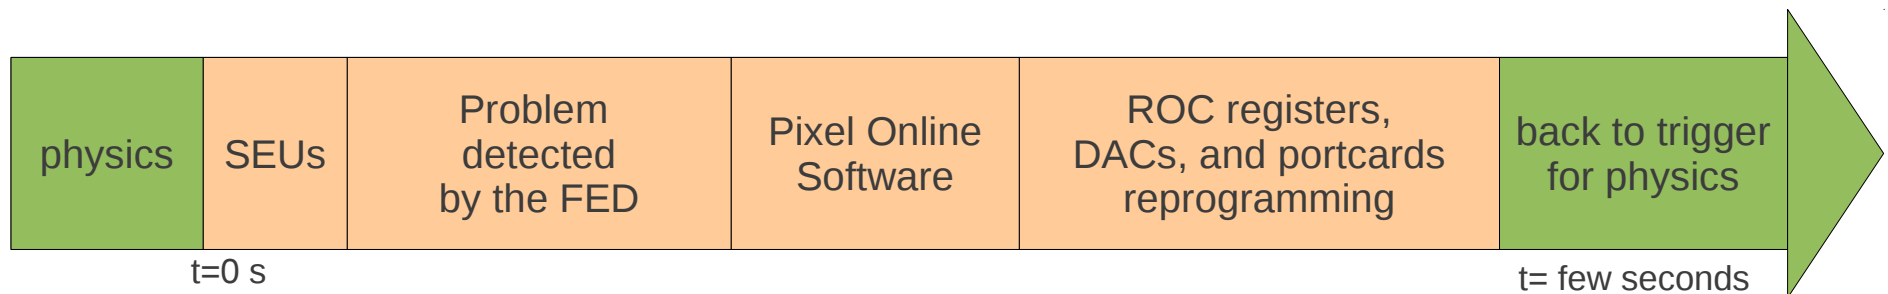 physics
SEUs
Problem
detected
by the FED
Pixel Online
Software
ROC registers,
DACs, and portcards
reprogramming
back to trigger
for physics
t=0 s
t= few seconds